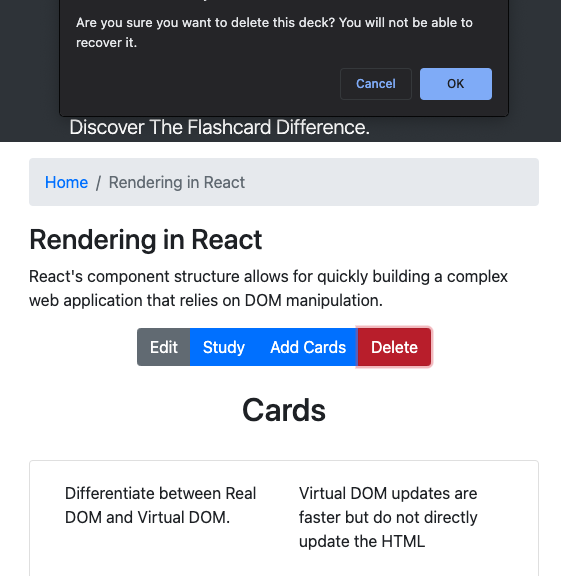 Are you sure you want to delete this deck? You will not be able to
recover it.
Cancel
OK
Discover The Flashcard Difference.
Home / Rendering in React
Rendering in React
React's component structure allows for quickly building a complex
web application that relies on DOM manipulation.
Edit
Study
Add Cards
Delete
Cards
Differentiate between Real
DOM and Virtual DOM.
Virtual DOM updates are
faster but do not directly
update the HTML